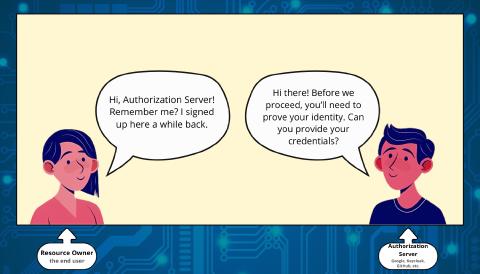 Hi, Authorization Server!
Remember me? I signed
up here a while back.
Hi there! Before we
proceed, you'll need to
prove your identity. Can
you provide your
credentials?
Resource Owner
the end user
Authorization
Server
Google, Keycloak,
GitHub, etc